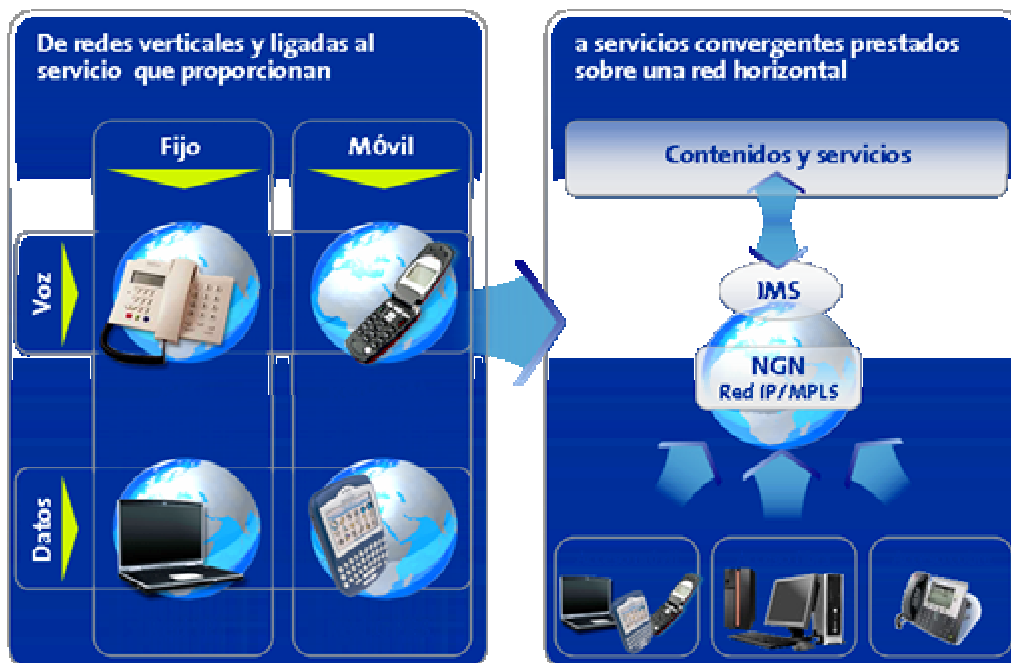 De redes verticales y ligadas al
servicio que proporcionan
Fijo
Móvil
Voz
Datos
a servicios convergentes prestados
sobre una red horizontal
Contenidos y servicios
IMS
NGN
Red IP/MPLS